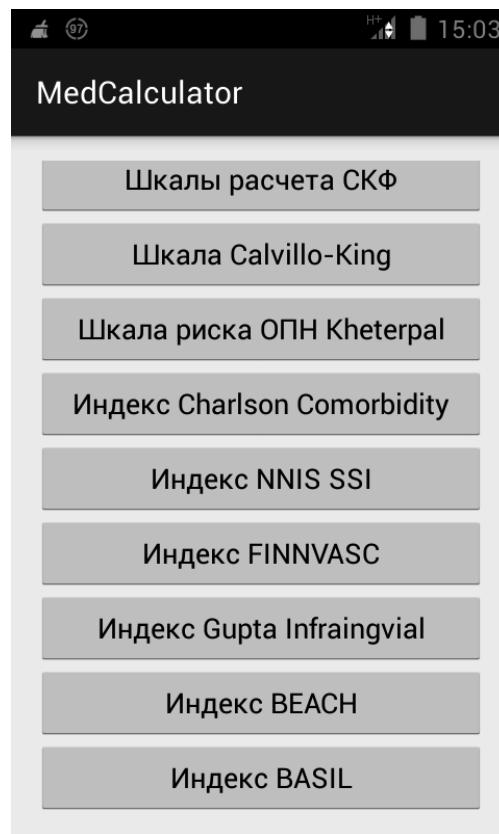 97
H+
15:03
MedCalculator
Шкалы расчета СКФ
Шкала Calvillo-King
Шкала риска ОПН Kheterpal
Индекс Charlson Comorbidity
Индекс NNIS SSI
Индекс FINNVASC
Индекс Gupta Infraingvial
Индекс BEACH
Индекс BASIL